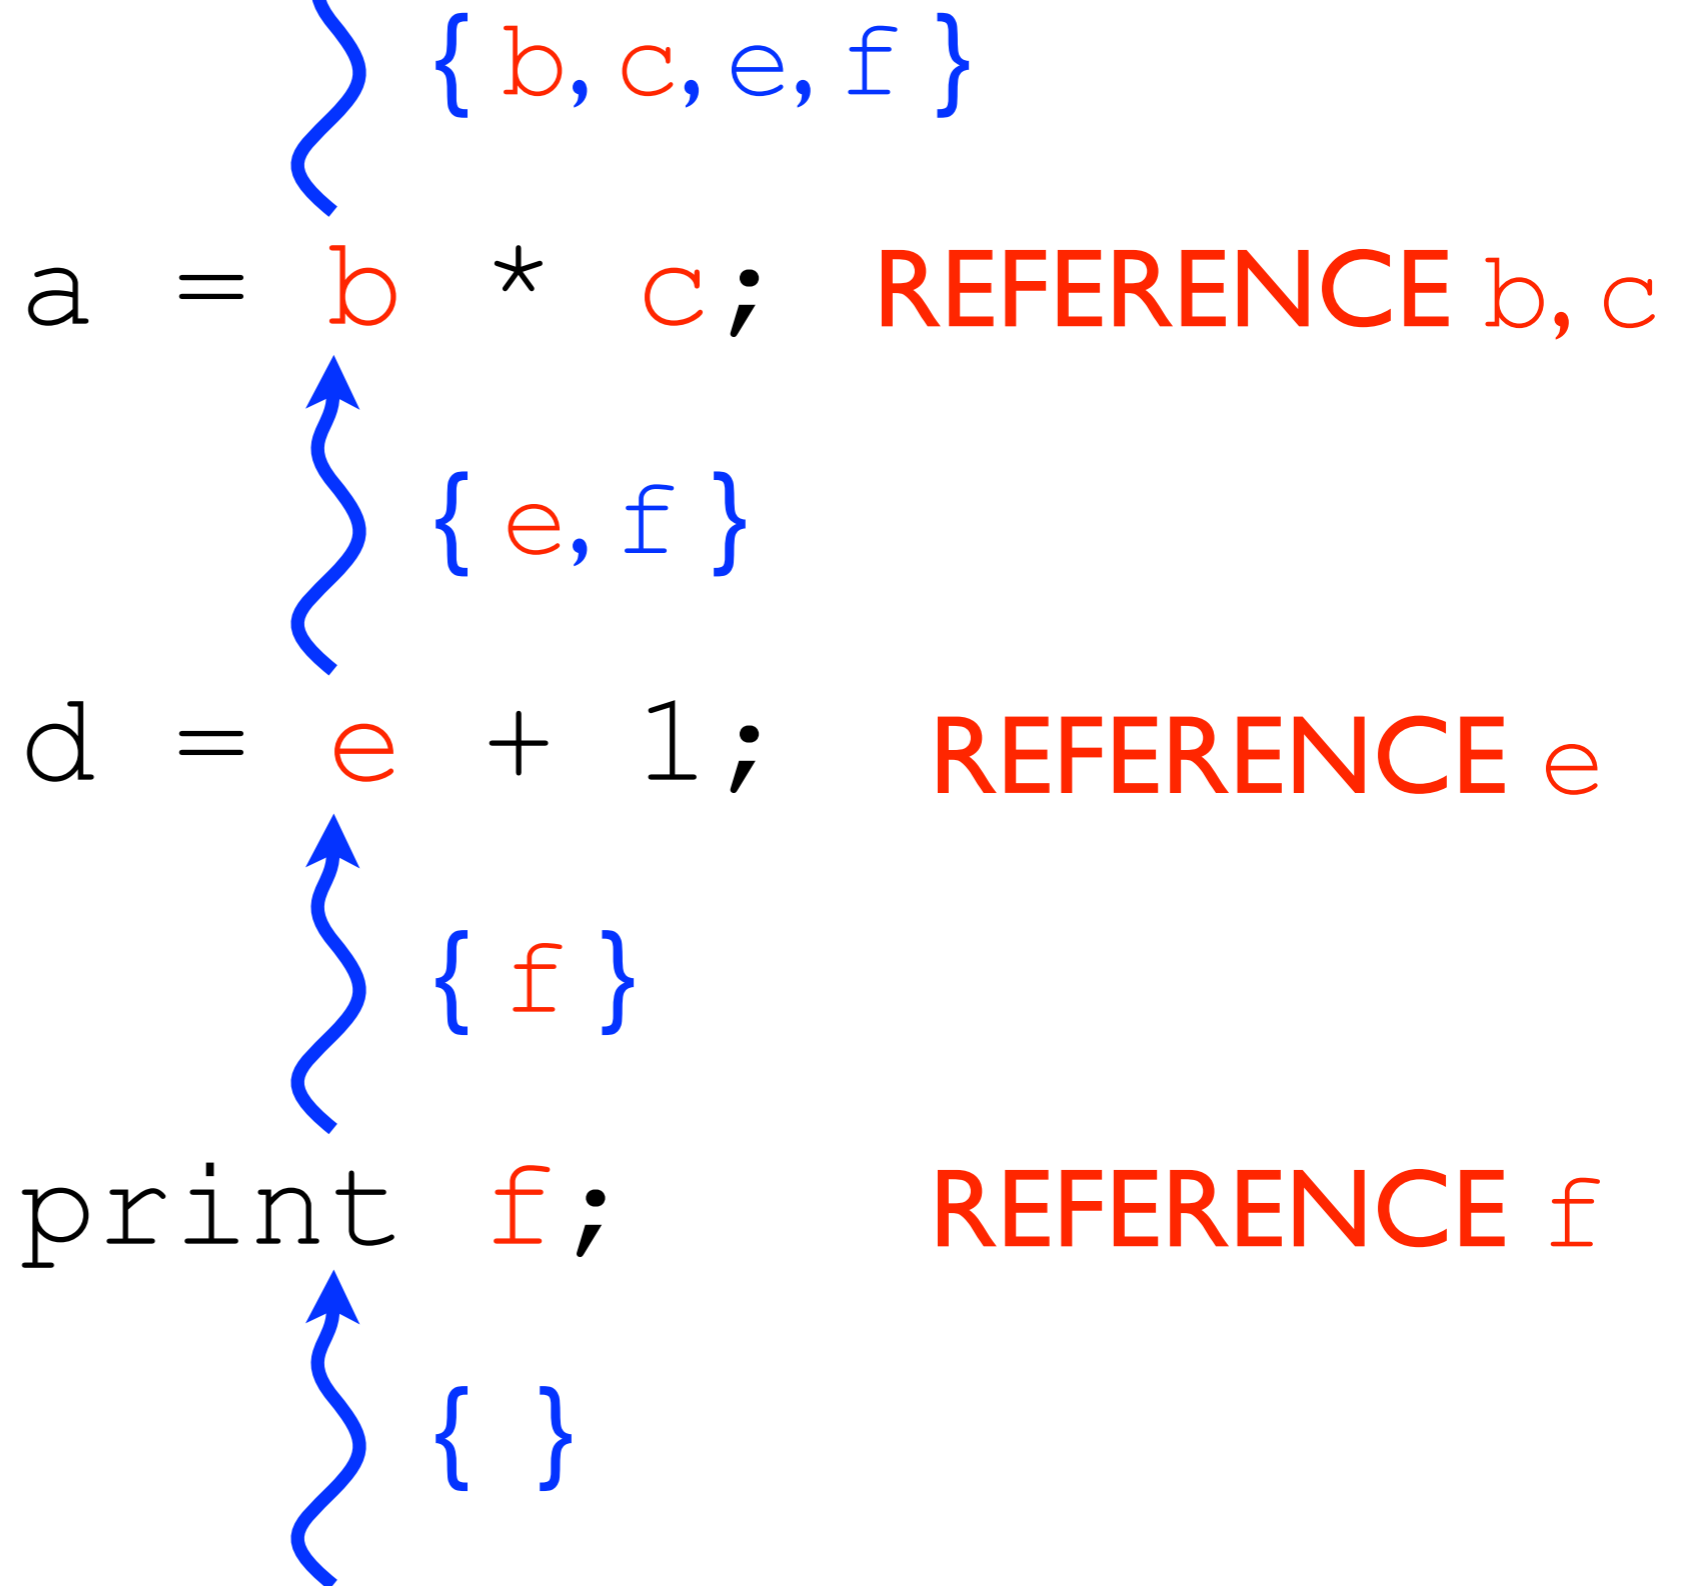 { b, c, e, f }
a = b * c; REFERENCE b, c
{ e, f }
d = e + 1; REFERENCE e
{ f }
print f; REFERENCE f
{ }